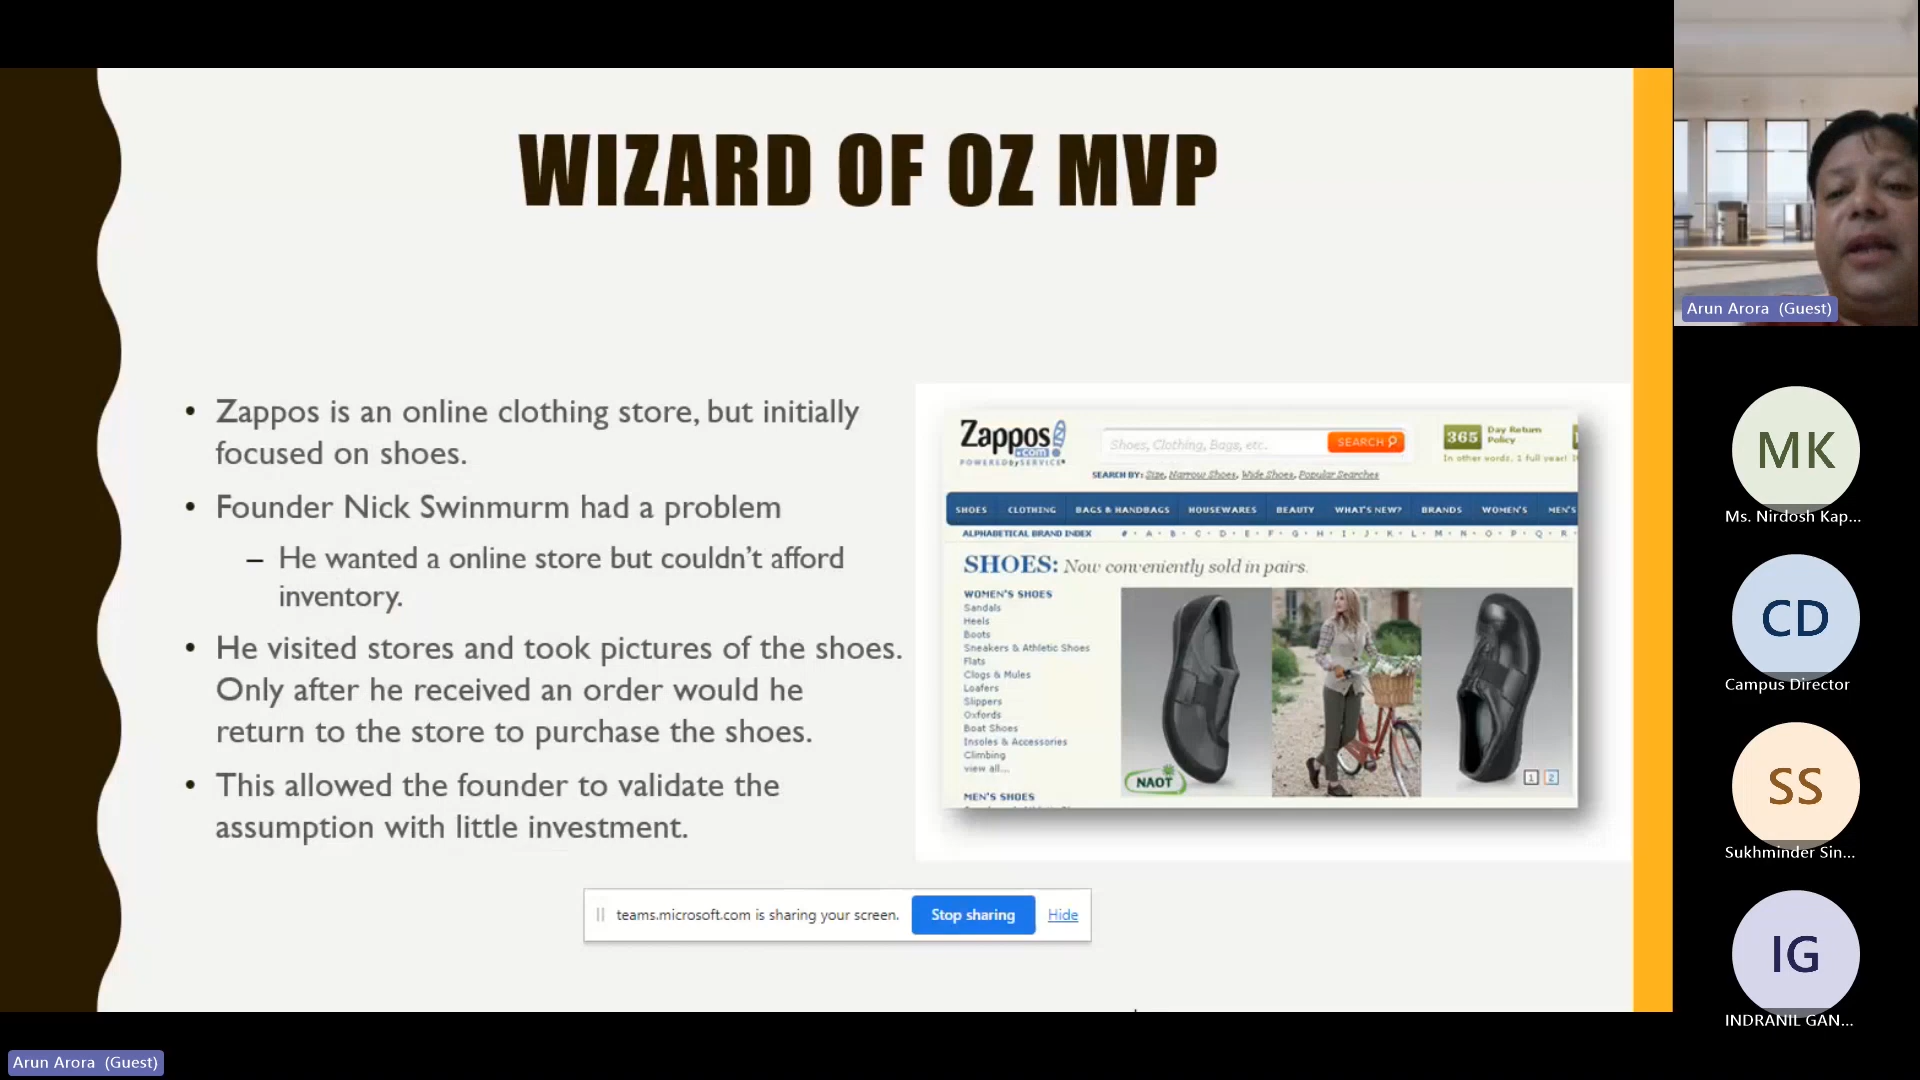 WIZARD OF OZ MVP
• Zappos is an online clothing store, but initially
focused on shoes.
• Founder Nick Swinmurm had a problem
– He wanted a online store but couldn't afford
inventory.
• He visited stores and took pictures of the shoes.
Only after he received an order would he
return to the store to purchase the shoes.
• This allowed the founder to validate the
assumption with little investment.
Zappos
.com
POWERED by SERVICE
Shoes, Clothing, Bags, etc.
SEARCH
365 Day Return
Policy
In other words, 1 full year!
SEARCH BY: Size, Narrow Shoes, Wide Shoes, Popular Searches
SHOES CLOTHING BAGS & HANDBAGS HOUSEWARES BEAUTY WHAT'S NEW? BRANDS WOMEN'S MEN'S
ALPHABETICAL BRAND INDEX # • A • B • C • D • E • F • G • H • I • J • K • L • M • N • O • P • Q • R •
SHOES: Now conveniently sold in pairs.
WOMEN'S SHOES
Sandals
Heels
Boots
Sneakers & Athletic Shoes
Flats
Clogs & Mules
Loafers
Slippers
Oxfords
Boat Shoes
Insoles & Accessories
Climbing
view all...
MEN'S SHOES
NAOT
1 2
teams.microsoft.com is sharing your screen.
Stop sharing
Hide
Arun Arora (Guest)
MK
Ms. Nirdosh Kap...
CD
Campus Director
SS
Sukhminder Sin...
IG
INDRANIL GAN...
Arun Arora (Guest)